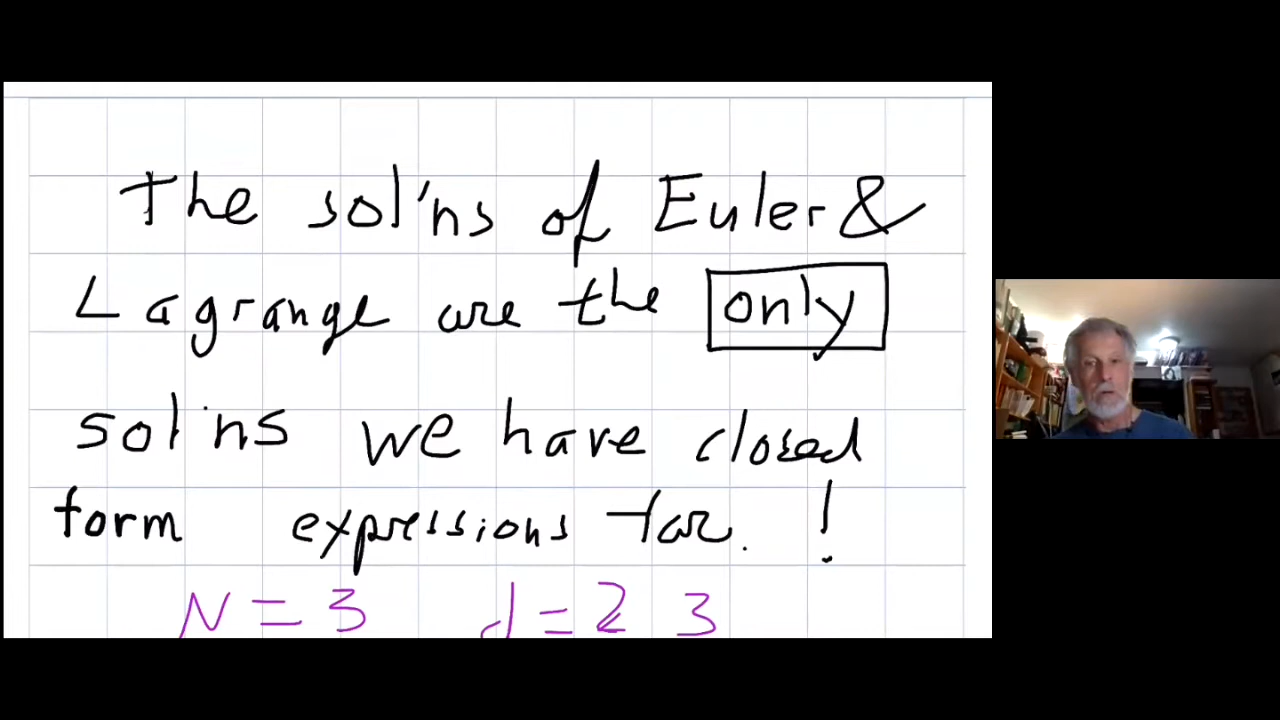 The sol'ns of Euler &
Lagrange are the only
sol'ns we have closed
form expressions for. !
N = 3 d = 2 3